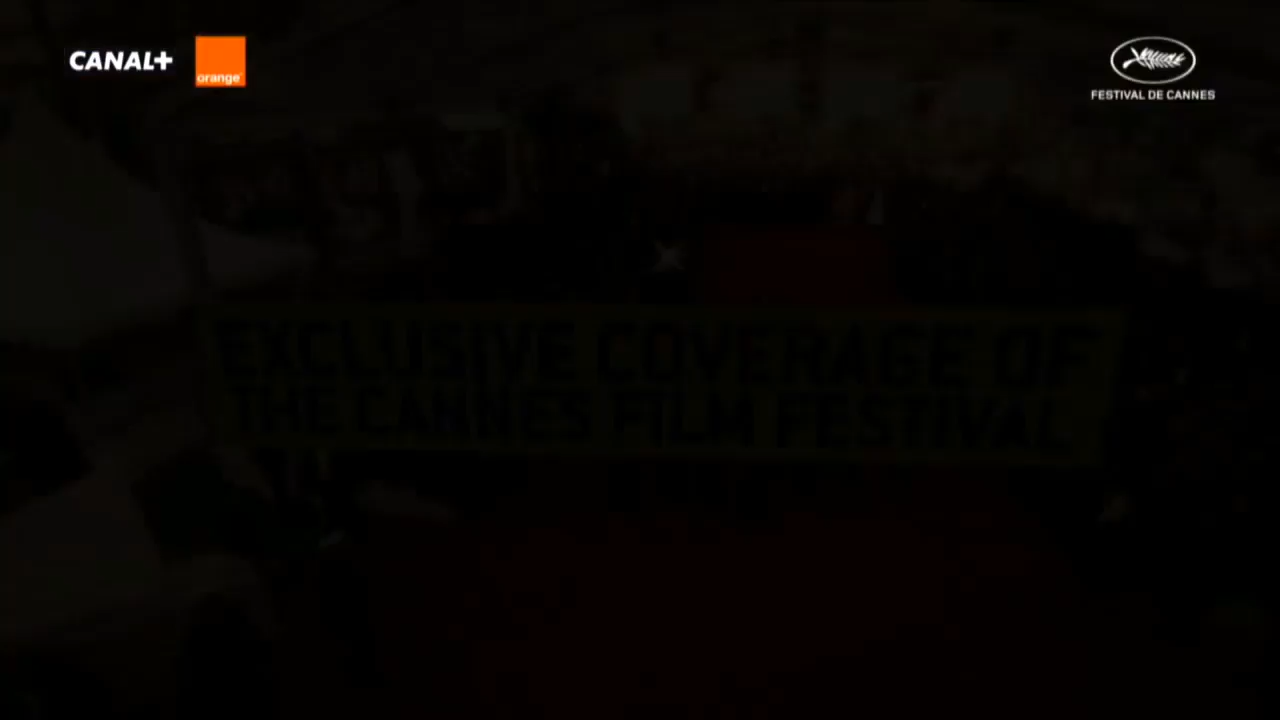 CANAL+
orange
FESTIVAL DE CANNES
EXCLUSIVE COVERAGE OF
THE CANNES FILM FESTIVAL